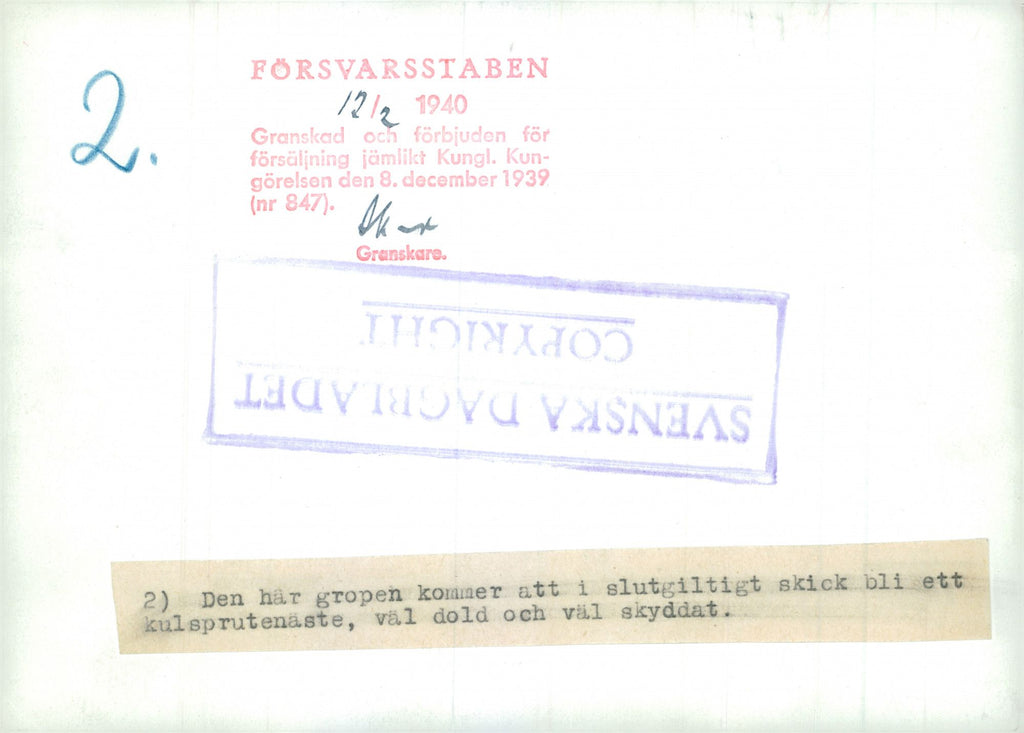 2.
FÖRSVARSSTABEN
12/2 1940
Granskad och förbjuden för
försäljning jämlikt Kungl. Kun-
görelsen den 8. december 1939
(nr 847).
Granskare.
SVENSKA DAGBLADET
COPYRIGHT
2) Den här gropen kommer att i slutgiltigt skick bli ett
kulsprutenäste, väl dold och väl skyddat.